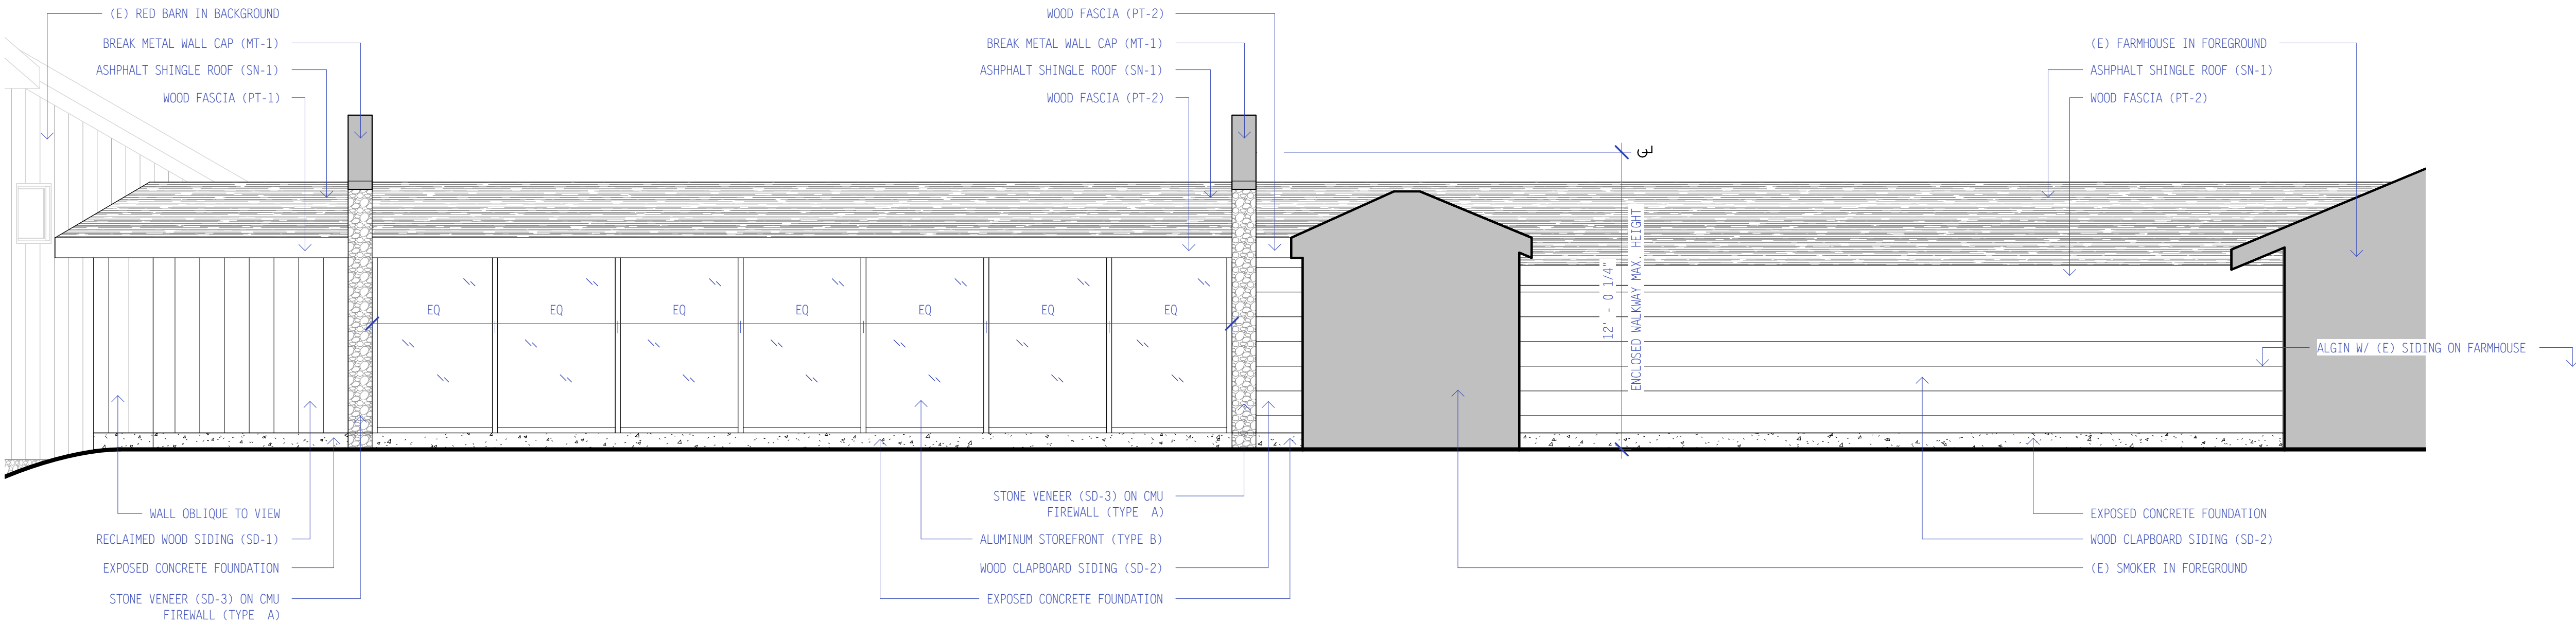 (E) RED BARN IN BACKGROUND
BREAK METAL WALL CAP (MT-1)
ASHPHALT SHINGLE ROOF (SN-1)
WOOD FASCIA (PT-1)
WOOD FASCIA (PT-2)
BREAK METAL WALL CAP (MT-1)
ASHPHALT SHINGLE ROOF (SN-1)
WOOD FASCIA (PT-2)
(E) FARMHOUSE IN FOREGROUND
ASHPHALT SHINGLE ROOF (SN-1)
WOOD FASCIA (PT-2)
EQ
EQ
EQ
EQ
EQ
EQ
EQ
12' - 0 1/4"
ENCLOSED WALKWAY MAX. HEIGHT
ALGIN W/ (E) SIDING ON FARMHOUSE
WALL OBLIQUE TO VIEW
RECLAIMED WOOD SIDING (SD-1)
EXPOSED CONCRETE FOUNDATION
STONE VENEER (SD-3) ON CMU
FIREWALL (TYPE A)
STONE VENEER (SD-3) ON CMU
FIREWALL (TYPE A)
ALUMINUM STOREFRONT (TYPE B)
WOOD CLAPBOARD SIDING (SD-2)
EXPOSED CONCRETE FOUNDATION
EXPOSED CONCRETE FOUNDATION
WOOD CLAPBOARD SIDING (SD-2)
(E) SMOKER IN FOREGROUND